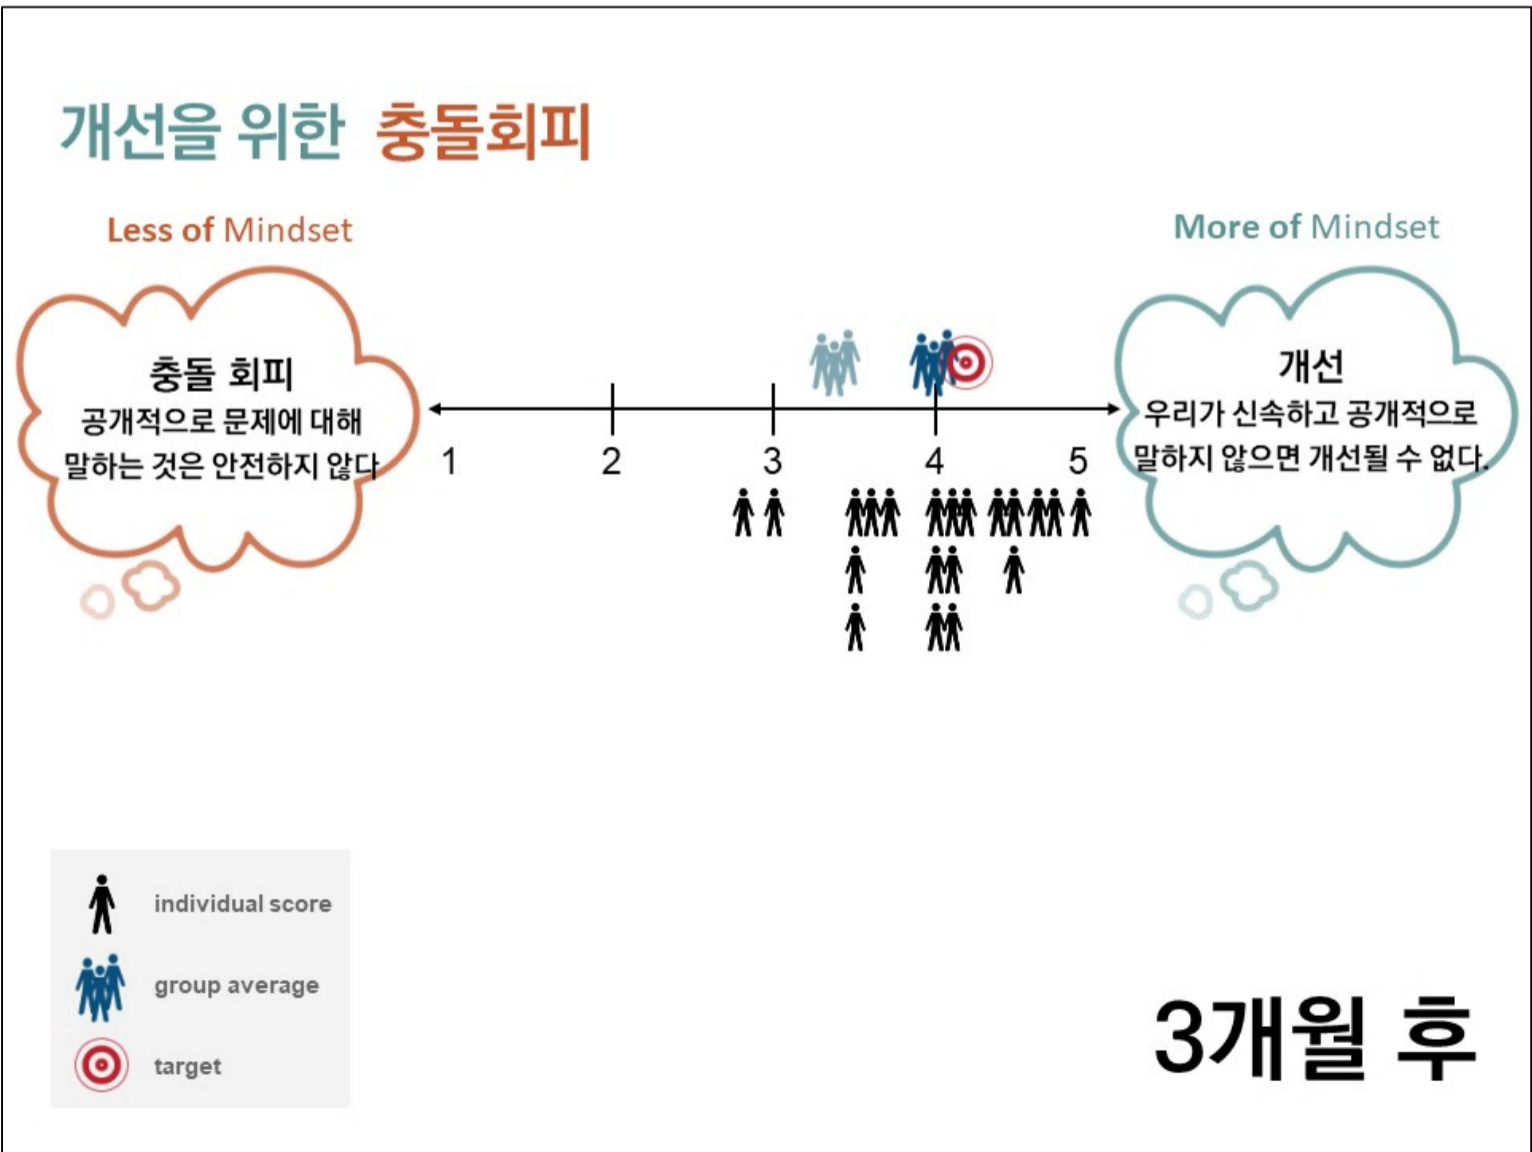 개선을 위한 충돌회피
Less of Mindset
More of Mindset
충돌 회피
공개적으로 문제에 대해
말하는 것은 안전하지 않다
개선
우리가 신속하고 공개적으로
말하지 않으면 개선될 수 없다.
1 2 3 4 5
individual score
group average
target
3개월 후